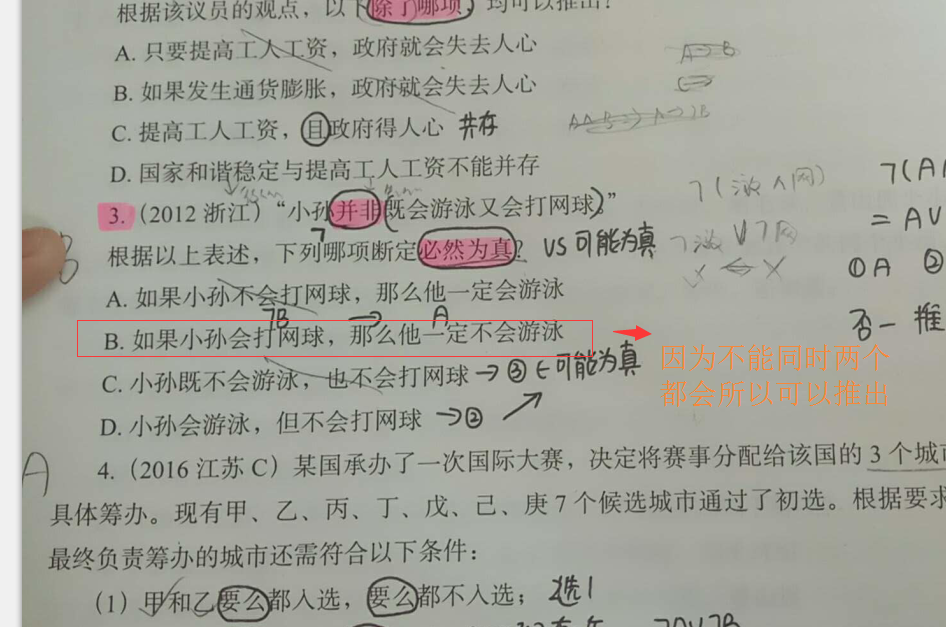 根据该议员的观点，以下除了哪项，均可以推出？
A. 只要提高工人工资，政府就会失去人心
A→B
B. 如果发生通货膨胀，政府就会失去人心
C. 提高工人工资，且政府得人心 共存
D. 国家和谐稳定与提高工人工资不能并存
3.（2012 浙江）“小孙并非既会游泳又会打网球。”
根据以上表述，下列哪项断定必然为真？ VS 可能为真
A. 如果小孙不会打网球，那么他一定会游泳
¬B → A
B. 如果小孙会打网球，那么他一定不会游泳
因为不能同时两个
都会所以可以推出
C. 小孙既不会游泳，也不会打网球 →③ ∈可能为真
D. 小孙会游泳，但不会打网球 →②
B
¬(游∧网)
¬游∨¬网
=AV
①A ②
否一推
A
4.（2016 江苏 C）某国承办了一次国际大赛，决定将赛事分配给该国的 3 个城市
具体筹办。现有甲、乙、丙、丁、戊、己、庚 7 个候选城市通过了初选。根据要求
最终负责筹办的城市还需符合以下条件：
（1）甲和乙要么都入选，要么都不入选； 选1